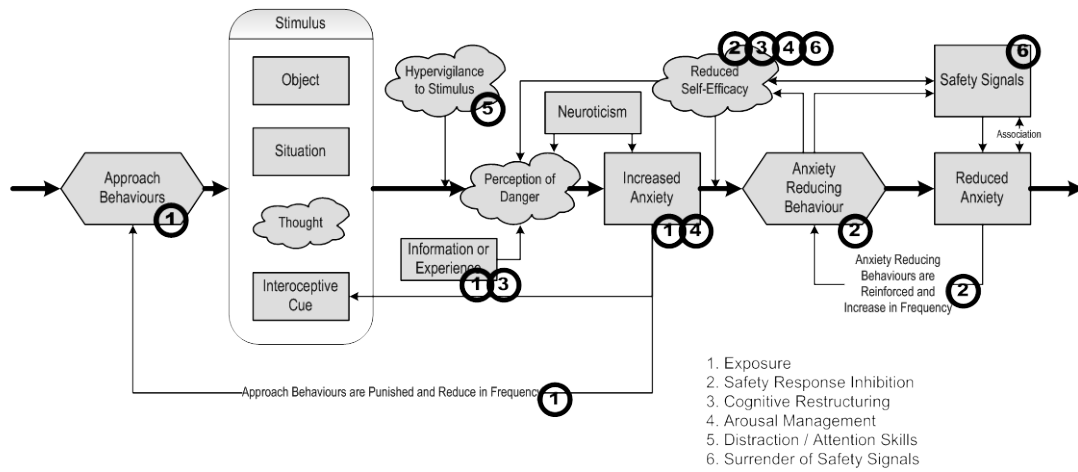 Stimulus
Object
Situation
Thought
Interoceptive
Cue
Approach
Behaviours
1
Hypervigilance
to Stimulus
5
Neuroticism
Perception of
Danger
Information or
Experience
1 3
Increased
Anxiety
1 4
2 3 4 6
Reduced
Self-Efficacy
Anxiety
Reducing
Behaviour
2
6
Safety Signals
Association
Reduced
Anxiety
Anxiety Reducing
Behaviours are
Reinforced and
Increase in Frequency
2
Approach Behaviours are Punished and Reduce in Frequency
1
1. Exposure
2. Safety Response Inhibition
3. Cognitive Restructuring
4. Arousal Management
5. Distraction / Attention Skills
6. Surrender of Safety Signals